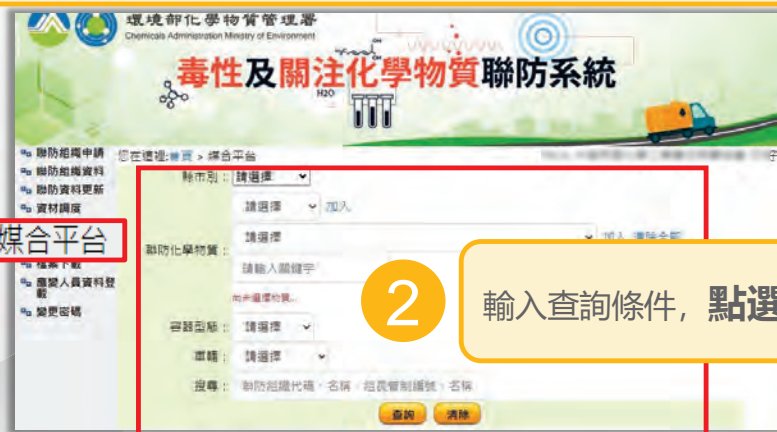 環境部化學物質管理署
Chemicals Administration Ministry of Environment
毒性及關注化學物質聯防系統
H2O
聯防組織申請
聯防組織資料
聯防資料更新
資材調度
媒合平台
檔案下載
應變人員資料登載
變更密碼
您在這裡:首頁 > 媒合平台
縣市別： 請選擇
請選擇 加入
聯防化學物質： 請選擇 加入 清除全部
請輸入關鍵字
尚未選擇物質。
容器型態： 請選擇
車輛： 請選擇
搜尋： 聯防組織代碼、名稱、組長管制編號、名稱
查詢 清除
2
輸入查詢條件，點選